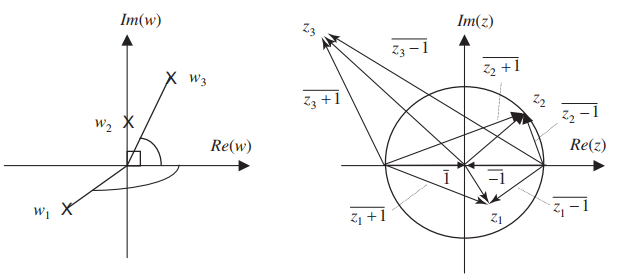 Im(w)
w₃
w₂
Re(w)
w₁
Im(z)
z₃
z₃ – 1
z₂ + 1
z₃ + 1
z₂
z₂ – 1
Re(z)
1
–1
z₁ + 1
z₁
z₁ – 1